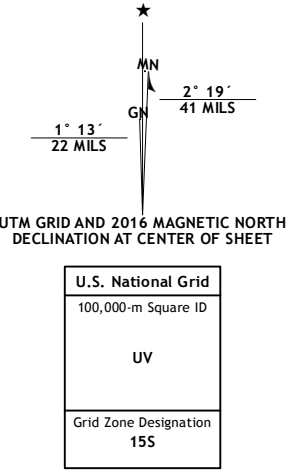 ★
MN
2° 19´
GN
41 MILS
1° 13´
22 MILS
UTM GRID AND 2016 MAGNETIC NORTH
DECLINATION AT CENTER OF SHEET
U.S. National Grid
100,000-m Square ID
UV
Grid Zone Designation
15S